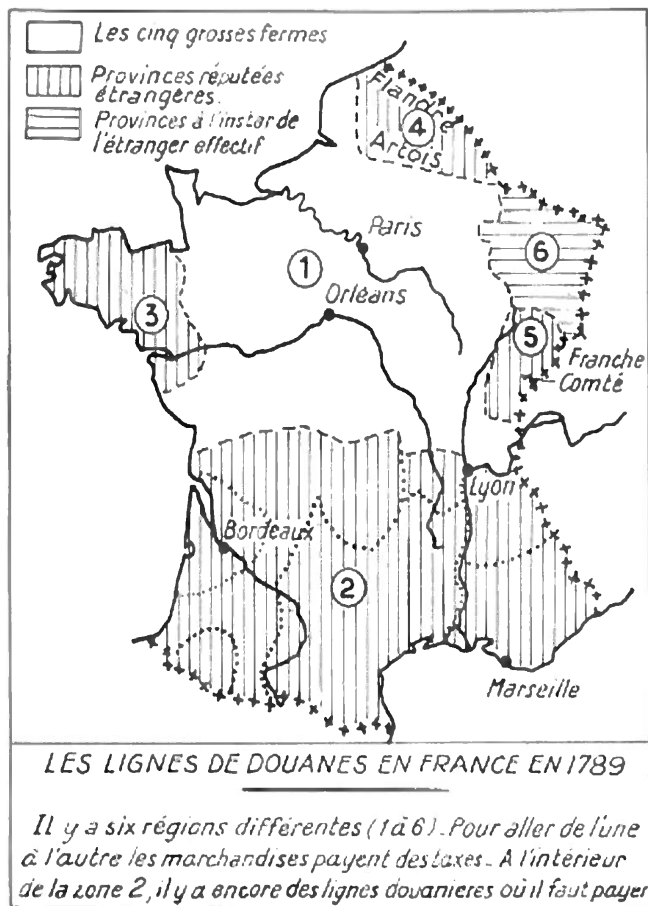 Les cinq grosses fermes
Provinces réputées
étrangères.
Provinces à l'instar de
l'étranger effectif
Flandre
4
Artois
Paris
6
1
Orléans
3
5
Franche
Comté
Lyon
Bordeaux
2
Marseille
LES LIGNES DE DOUANES EN FRANCE EN 1789
Il y a six régions différentes (1 à 6). Pour aller de l'une
à l'autre les marchandises payent des taxes. A l'intérieur
de la zone 2, il y a encore des lignes douanieres où il faut payer